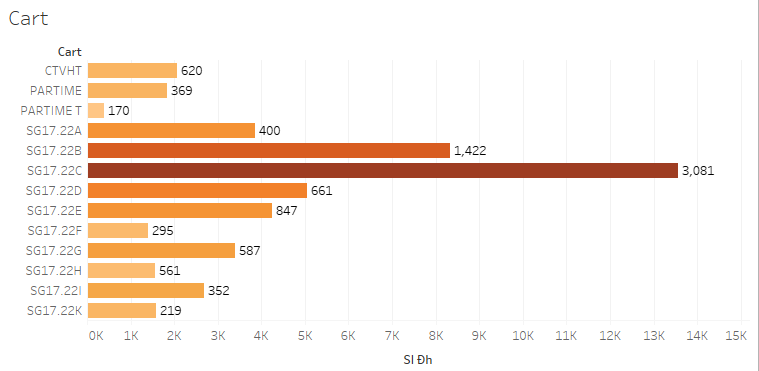 Cart
Cart
CTVHT 620
PARTIME 369
PARTIME T 170
SG17.22A 400
SG17.22B 1,422
SG17.22C 3,081
SG17.22D 661
SG17.22E 847
SG17.22F 295
SG17.22G 587
SG17.22H 561
SG17.22I 352
SG17.22K 219
0K 1K 2K 3K 4K 5K 6K 7K 8K 9K 10K 11K 12K 13K 14K 15K
Sl Đh